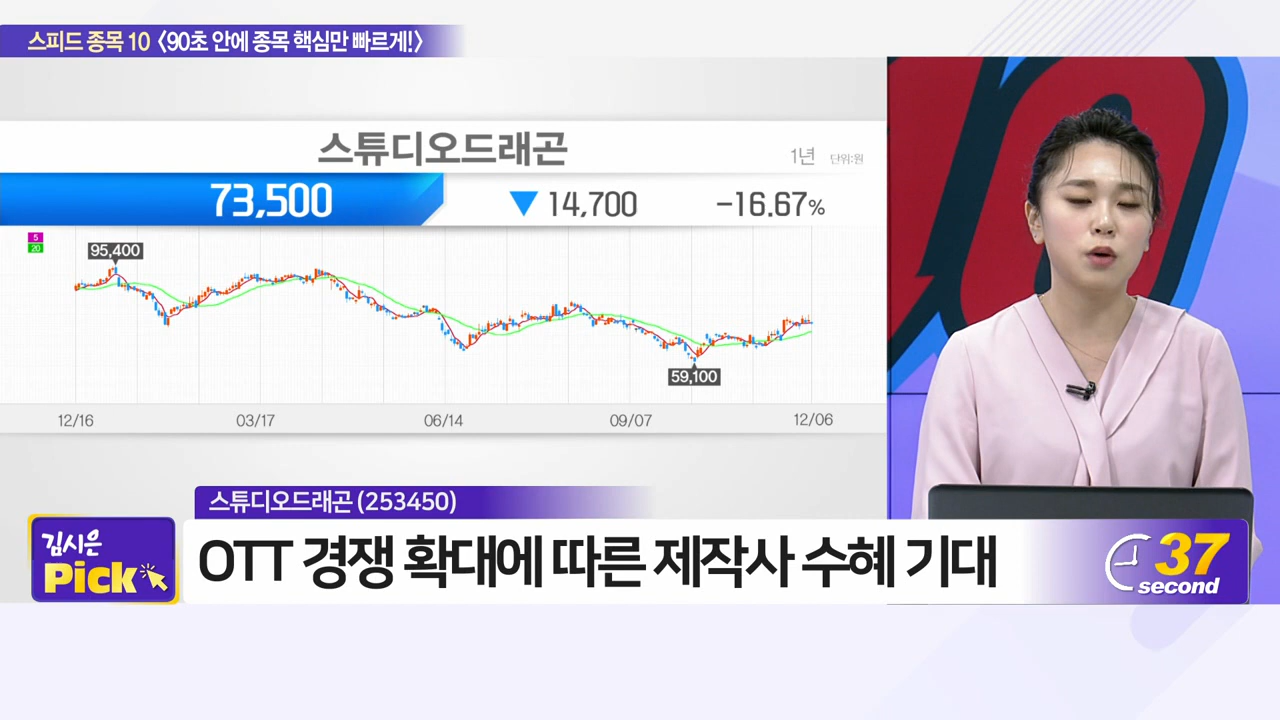 스피드 종목 10 〈90초 안에 종목 핵심만 빠르게!〉
스튜디오드래곤
1년 단위:원
73,500 ▼ 14,700 -16.67%
5
20
95,400
59,100
12/16 03/17 06/14 09/07 12/06
스튜디오드래곤 (253450)
김시은
Pick
OTT 경쟁 확대에 따른 제작사 수혜 기대
37
second